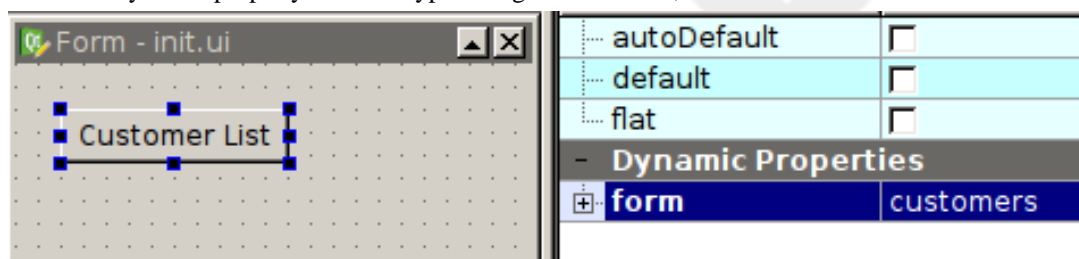 Form - init.ui
Customer List
autoDefault
default
flat
- Dynamic Properties
form customers